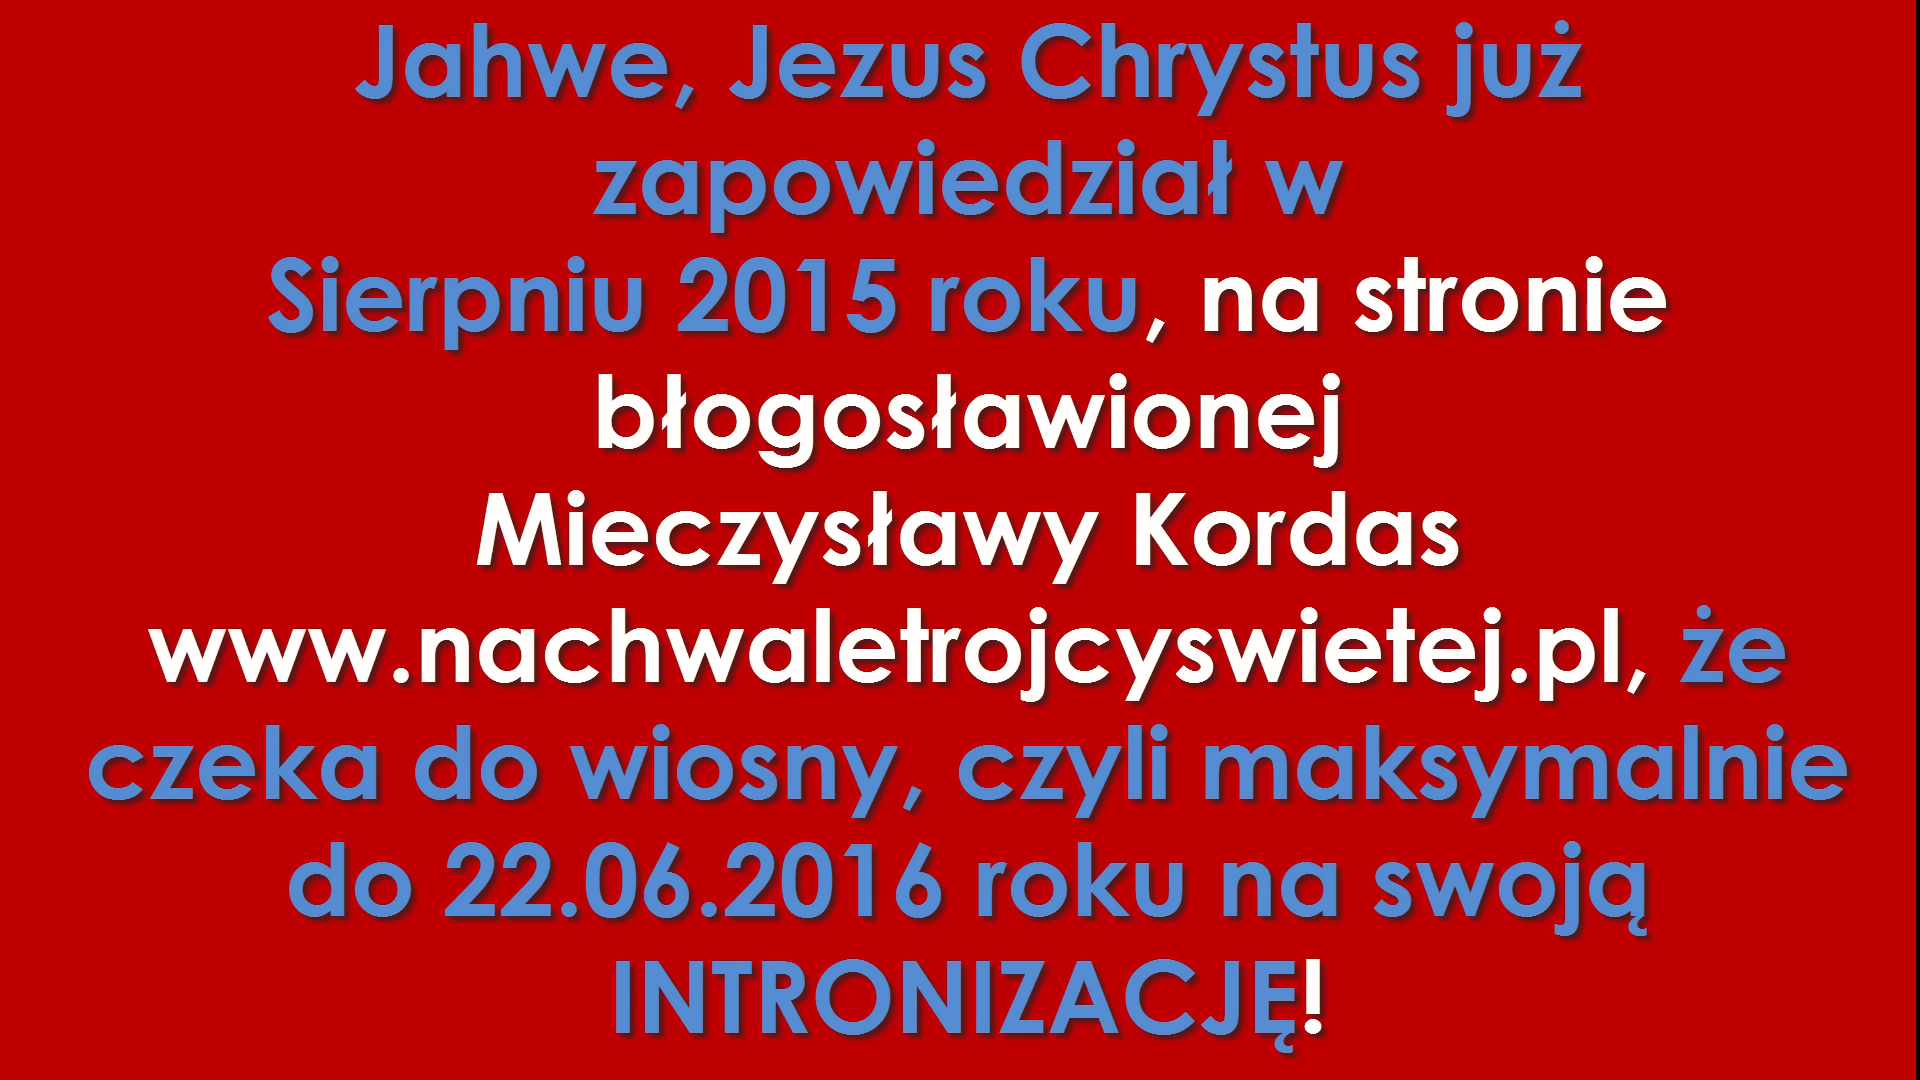 Jahwe, Jezus Chrystus już
zapowiedział w
Sierpniu 2015 roku, na stronie
błogosławionej
Mieczysławy Kordas
www.nachwaletrojcyswietej.pl, że
czeka do wiosny, czyli maksymalnie
do 22.06.2016 roku na swoją
INTRONIZACJĘ!